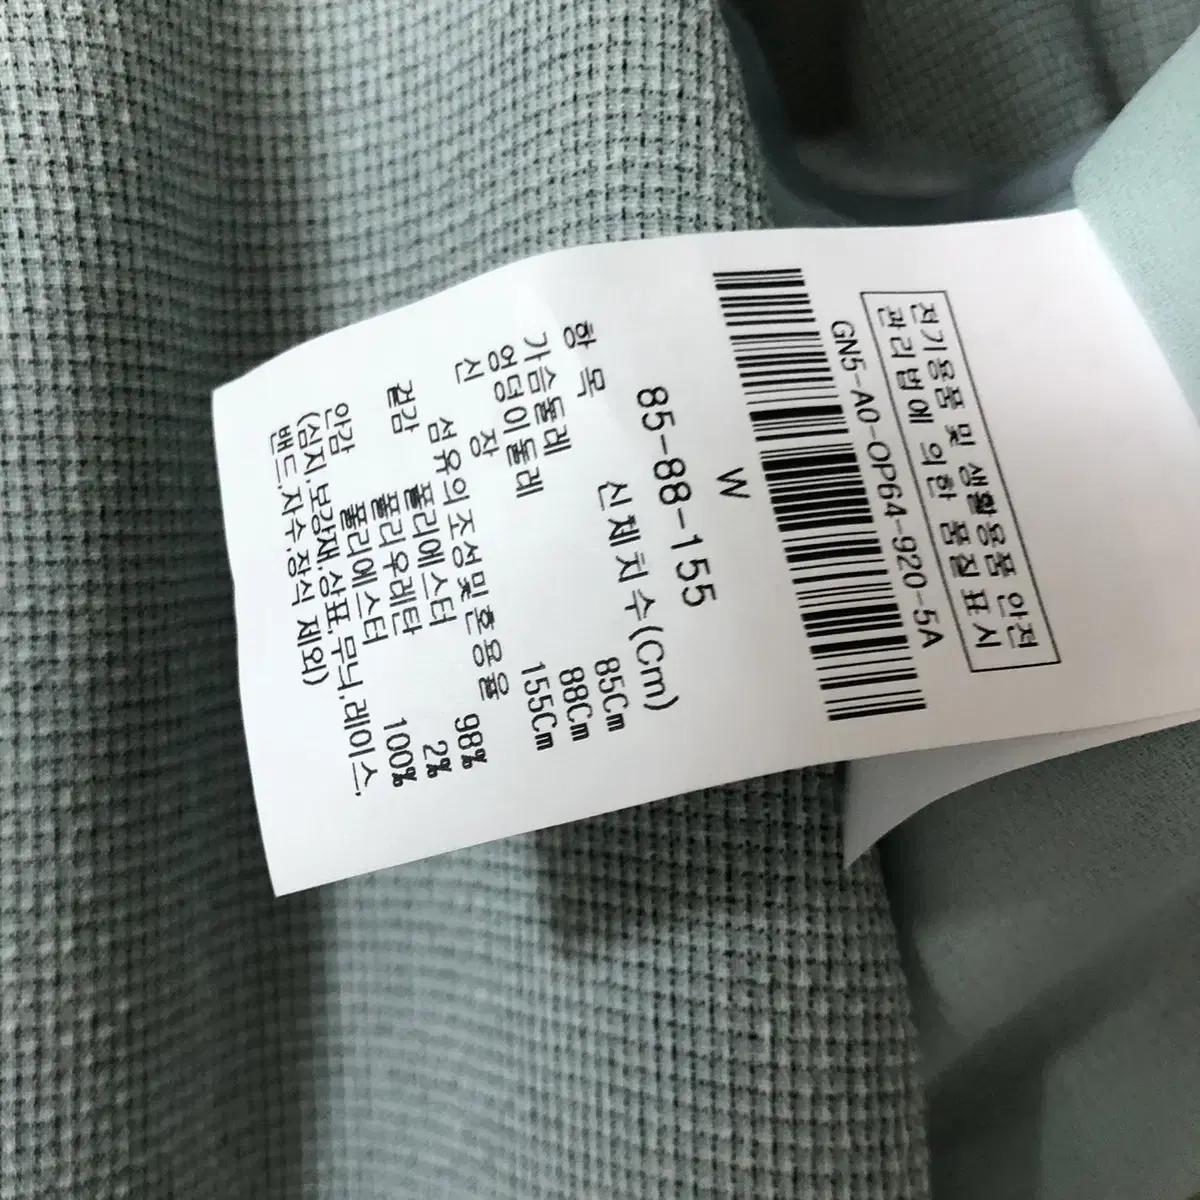 전기용품 및 생활용품 안전
관리법에 의한 품질표시
GN5-A0-OP64-920-5A
W
85-88-155
항 목 신체치수(Cm)
가슴둘레 85Cm
엉덩이둘레 88Cm
신 장 155Cm
섬유의조성및혼용율
겉감 폴리에스터 98%
폴리우레탄 2%
안감 폴리에스터 100%
(심지.보강재.상표.무늬.레이스.
밴드.자수.장식 제외)